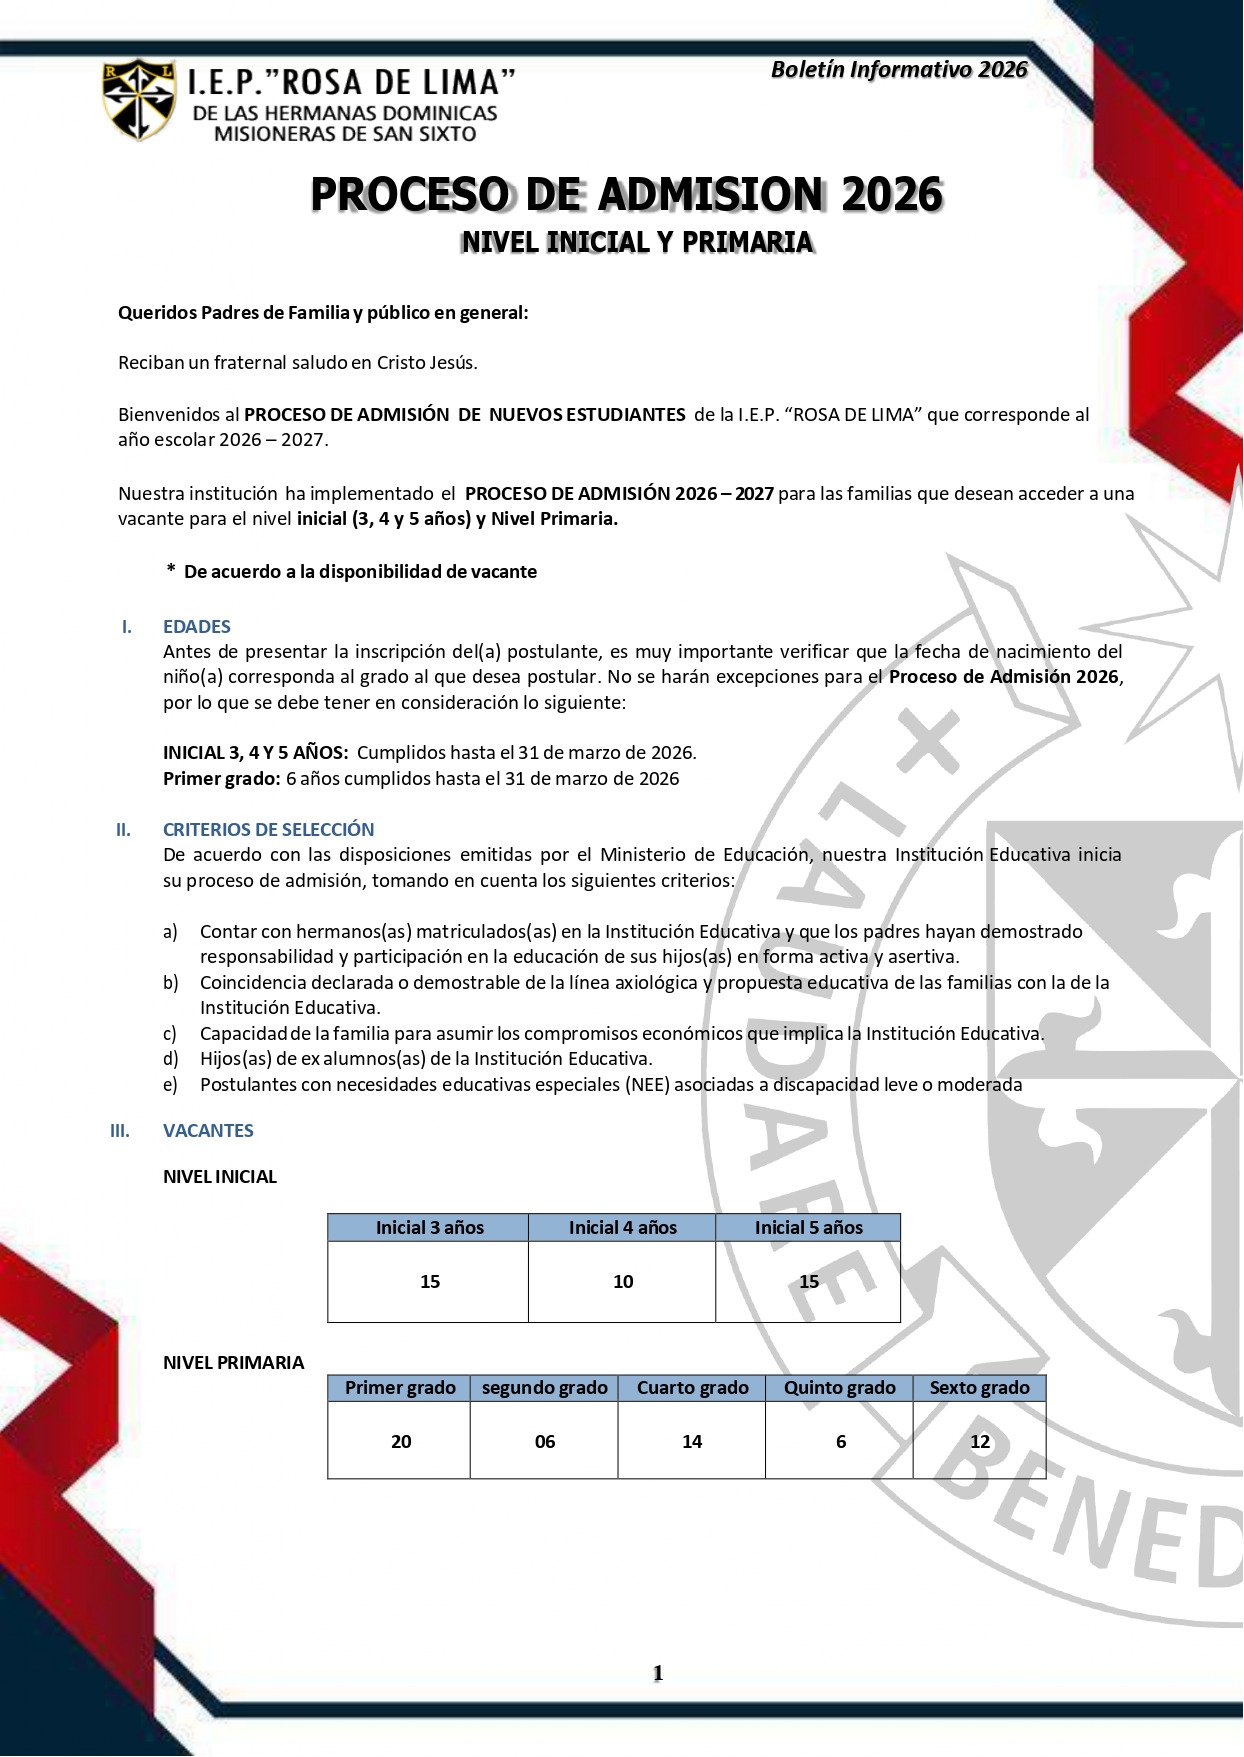 Boletín Informativo 2026
R L
I.E.P."ROSA DE LIMA"
DE LAS HERMANAS DOMINICAS
MISIONERAS DE SAN SIXTO
PROCESO DE ADMISION 2026
NIVEL INICIAL Y PRIMARIA
Queridos Padres de Familia y público en general:
Reciban un fraternal saludo en Cristo Jesús.
Bienvenidos al PROCESO DE ADMISIÓN DE NUEVOS ESTUDIANTES de la I.E.P. “ROSA DE LIMA” que corresponde al
año escolar 2026 – 2027.
Nuestra institución ha implementado el PROCESO DE ADMISIÓN 2026 – 2027 para las familias que desean acceder a una
vacante para el nivel inicial (3, 4 y 5 años) y Nivel Primaria.
* De acuerdo a la disponibilidad de vacante
I. EDADES
Antes de presentar la inscripción del(a) postulante, es muy importante verificar que la fecha de nacimiento del
niño(a) corresponda al grado al que desea postular. No se harán excepciones para el Proceso de Admisión 2026,
por lo que se debe tener en consideración lo siguiente:
INICIAL 3, 4 Y 5 AÑOS: Cumplidos hasta el 31 de marzo de 2026.
Primer grado: 6 años cumplidos hasta el 31 de marzo de 2026
II. CRITERIOS DE SELECCIÓN
De acuerdo con las disposiciones emitidas por el Ministerio de Educación, nuestra Institución Educativa inicia
su proceso de admisión, tomando en cuenta los siguientes criterios:
a) Contar con hermanos(as) matriculados(as) en la Institución Educativa y que los padres hayan demostrado
responsabilidad y participación en la educación de sus hijos(as) en forma activa y asertiva.
b) Coincidencia declarada o demostrable de la línea axiológica y propuesta educativa de las familias con la de la
Institución Educativa.
c) Capacidad de la familia para asumir los compromisos económicos que implica la Institución Educativa.
d) Hijos(as) de ex alumnos(as) de la Institución Educativa.
e) Postulantes con necesidades educativas especiales (NEE) asociadas a discapacidad leve o moderada
III. VACANTES
NIVEL INICIAL
Inicial 3 años Inicial 4 años Inicial 5 años
15 10 15
NIVEL PRIMARIA
Primer grado segundo grado Cuarto grado Quinto grado Sexto grado
20 06 14 6 12
LAUDARE
BENED
1